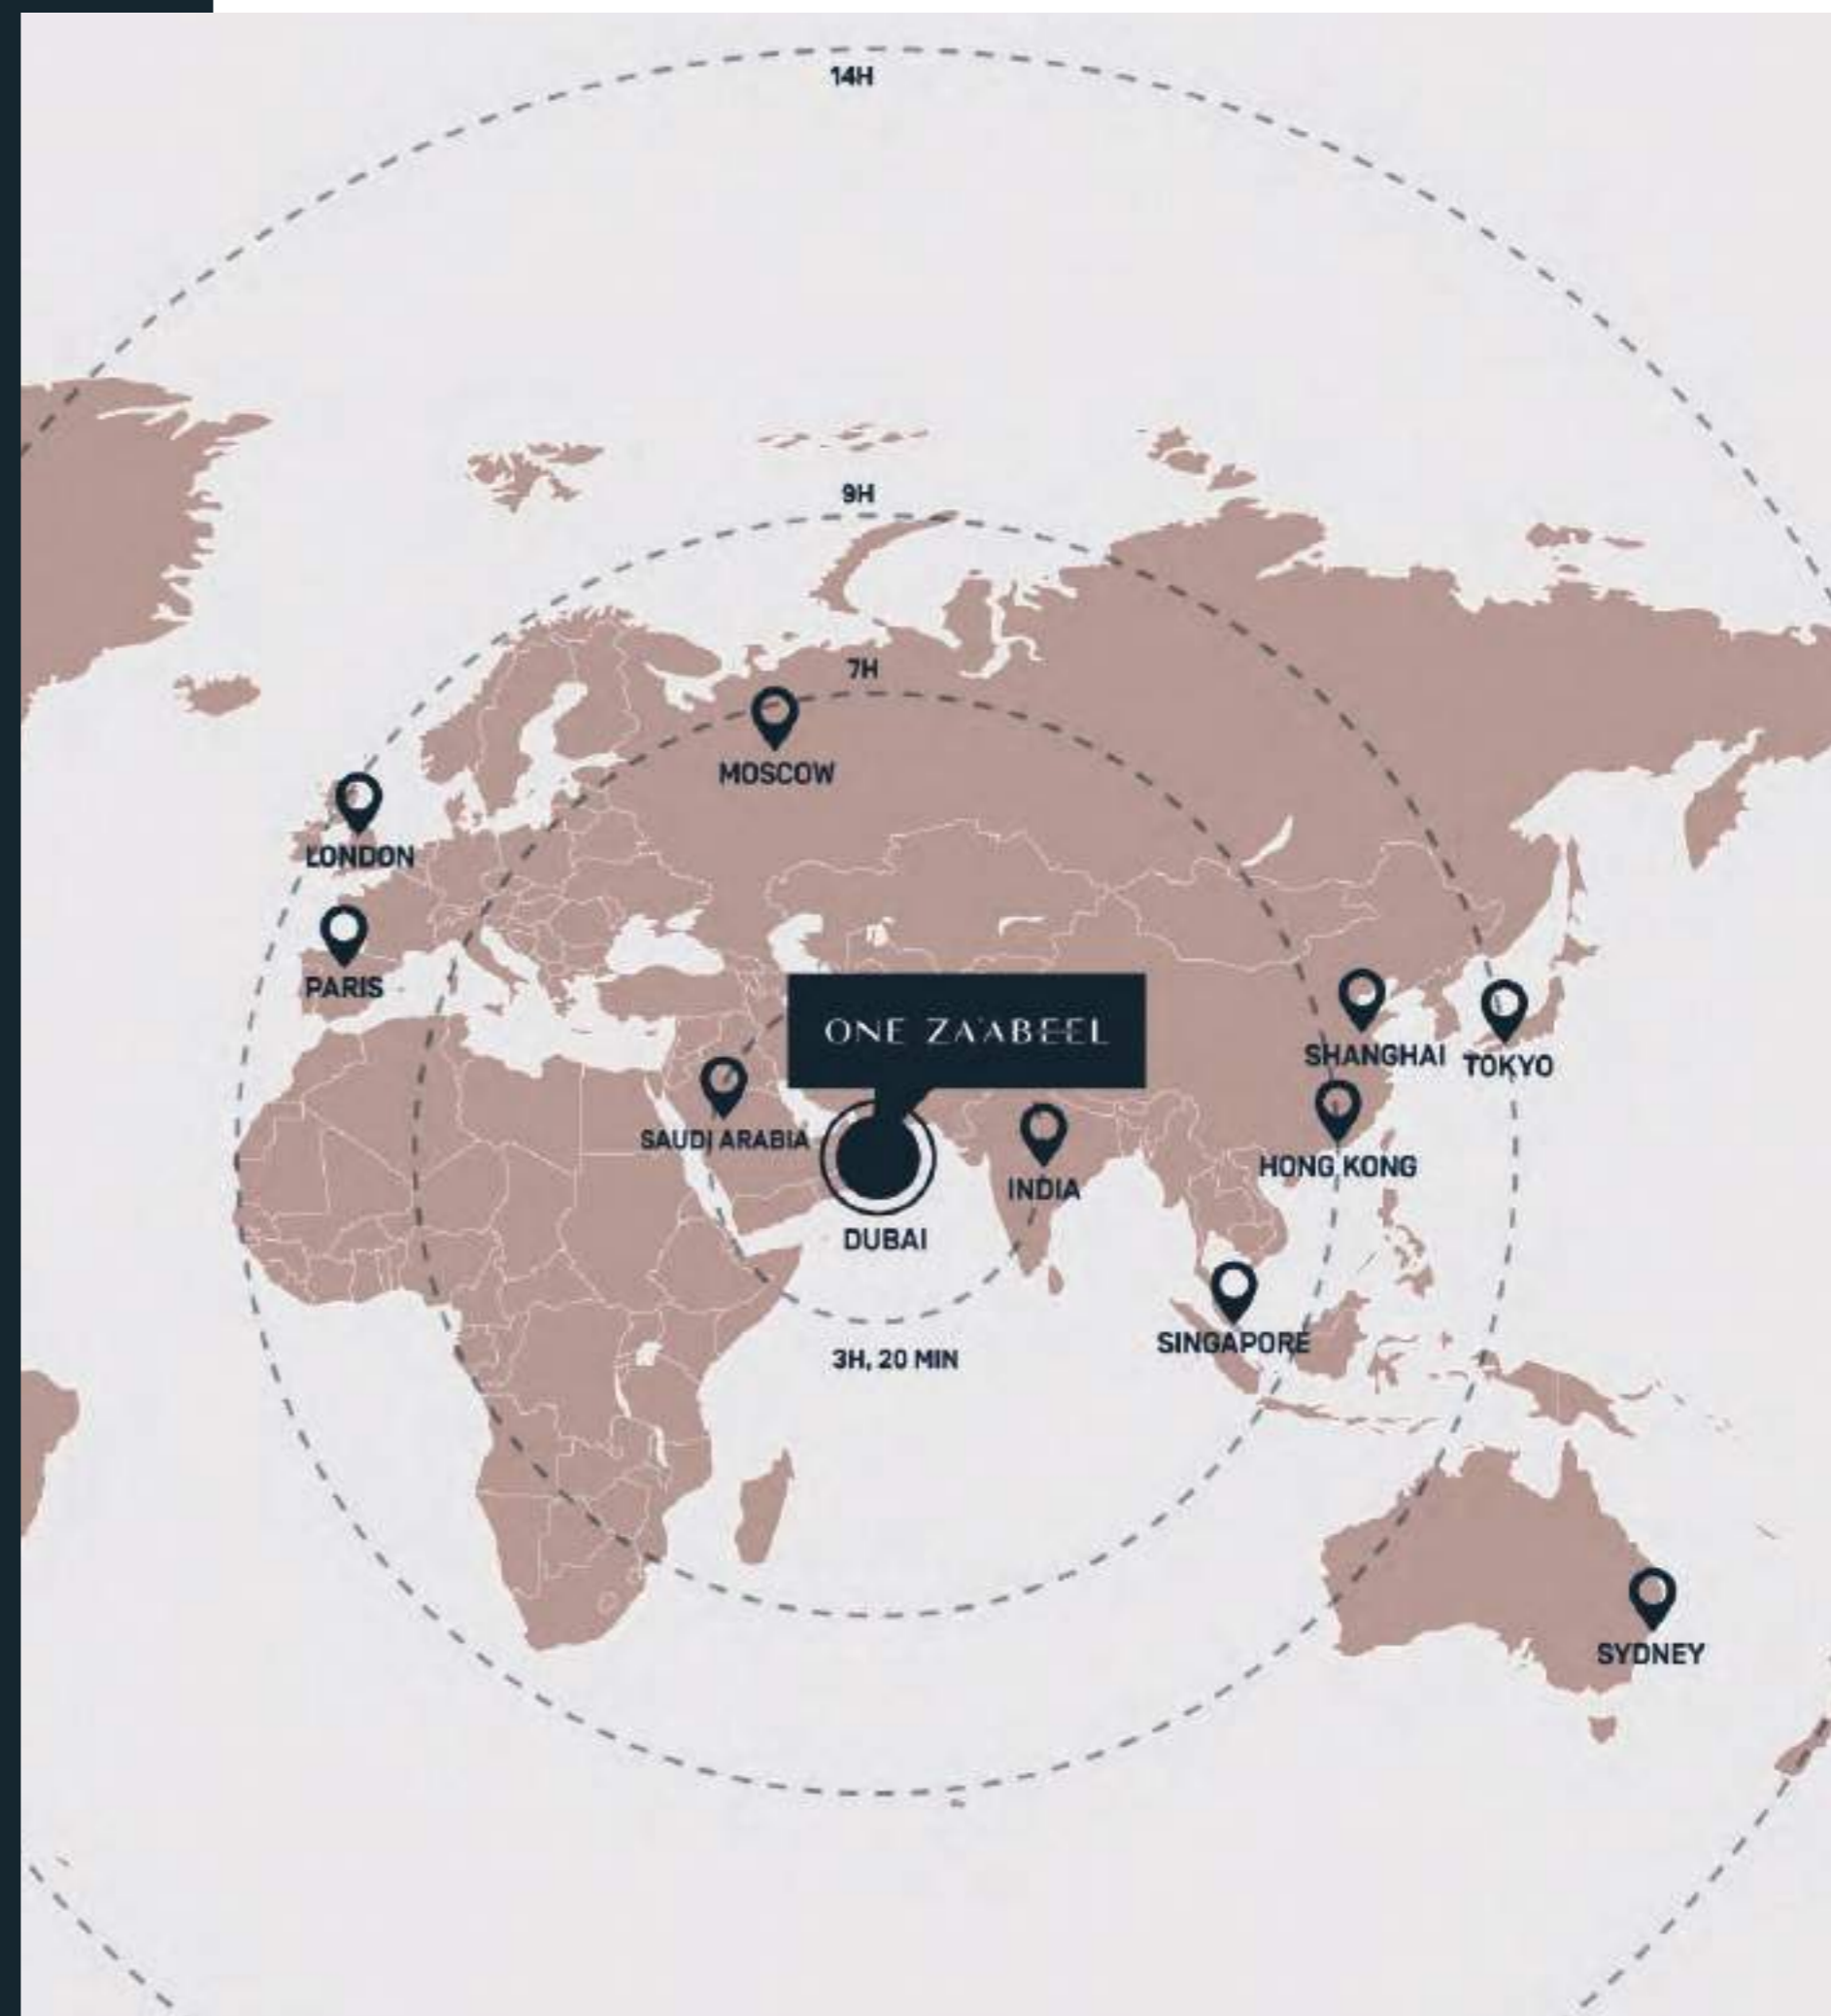 14H
9H
7H
MOSCOW
LONDON
PARIS
ONE ZA'ABEEL
SHANGHAI
TOKYO
SAUDI ARABIA
INDIA
HONG KONG
DUBAI
SINGAPORE
3H, 20 MIN
SYDNEY